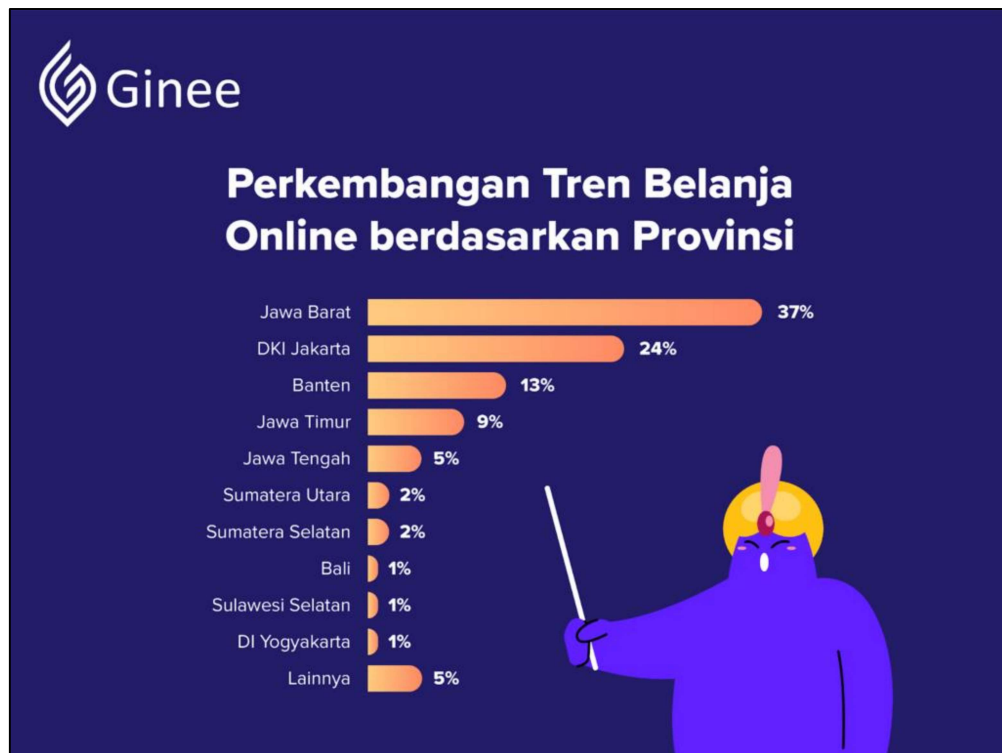 Ginee
Perkembangan Tren Belanja
Online berdasarkan Provinsi
Jawa Barat 37%
DKI Jakarta 24%
Banten 13%
Jawa Timur 9%
Jawa Tengah 5%
Sumatera Utara 2%
Sumatera Selatan 2%
Bali 1%
Sulawesi Selatan 1%
DI Yogyakarta 1%
Lainnya 5%